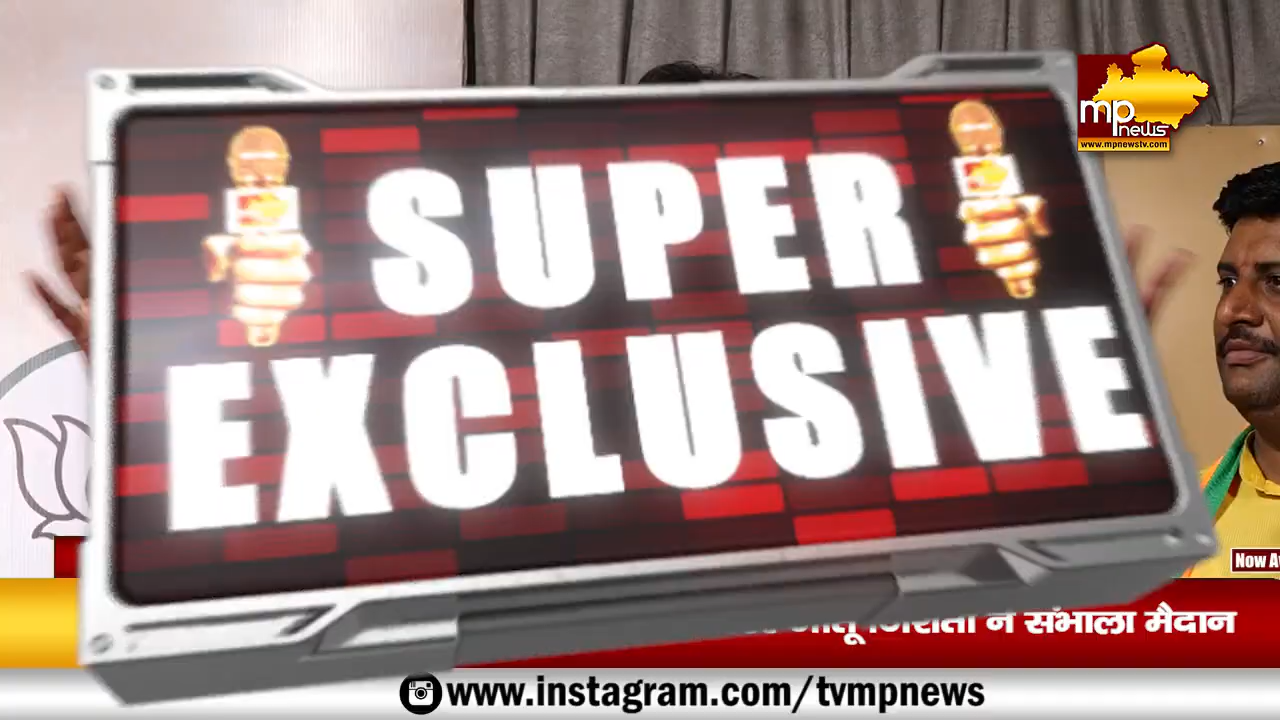 mp
news
www.mpnewstv.com
SUPER
EXCLUSIVE
Now
ने संभाला मैदान
www.instagram.com/tvmpnews